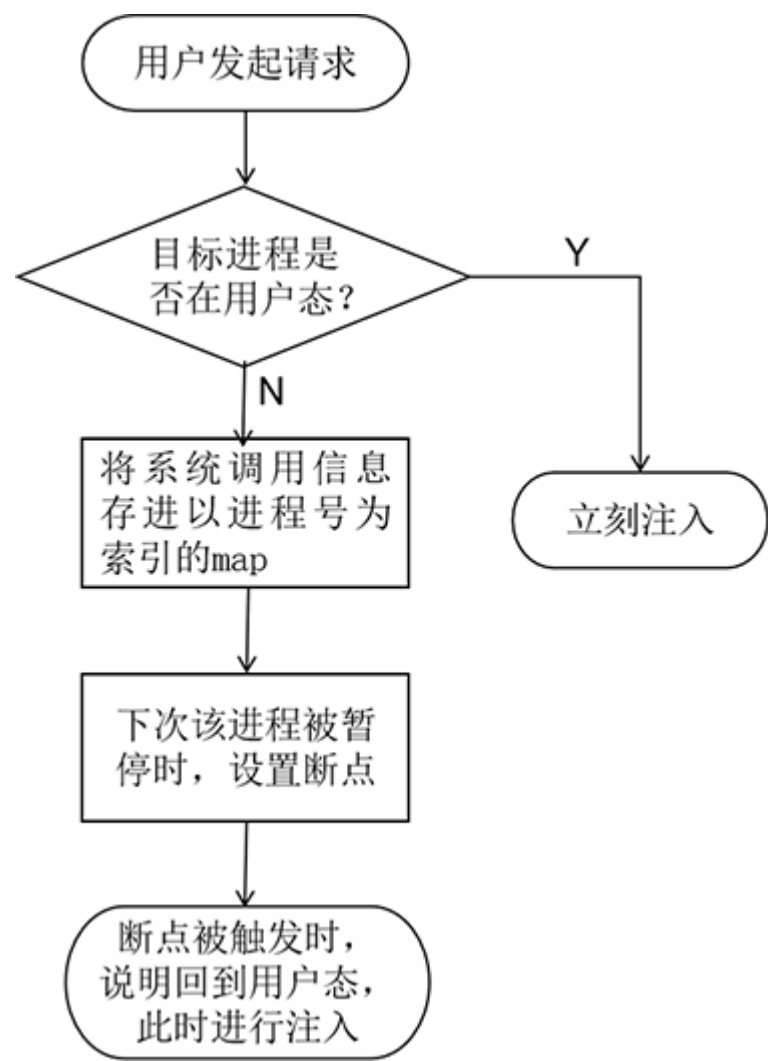 用户发起请求
目标进程是
否在用户态?
Y
N
将系统调用信息
存进以进程号为
索引的map
立刻注入
下次该进程被暂
停时，设置断点
断点被触发时，
说明回到用户态，
此时进行注入